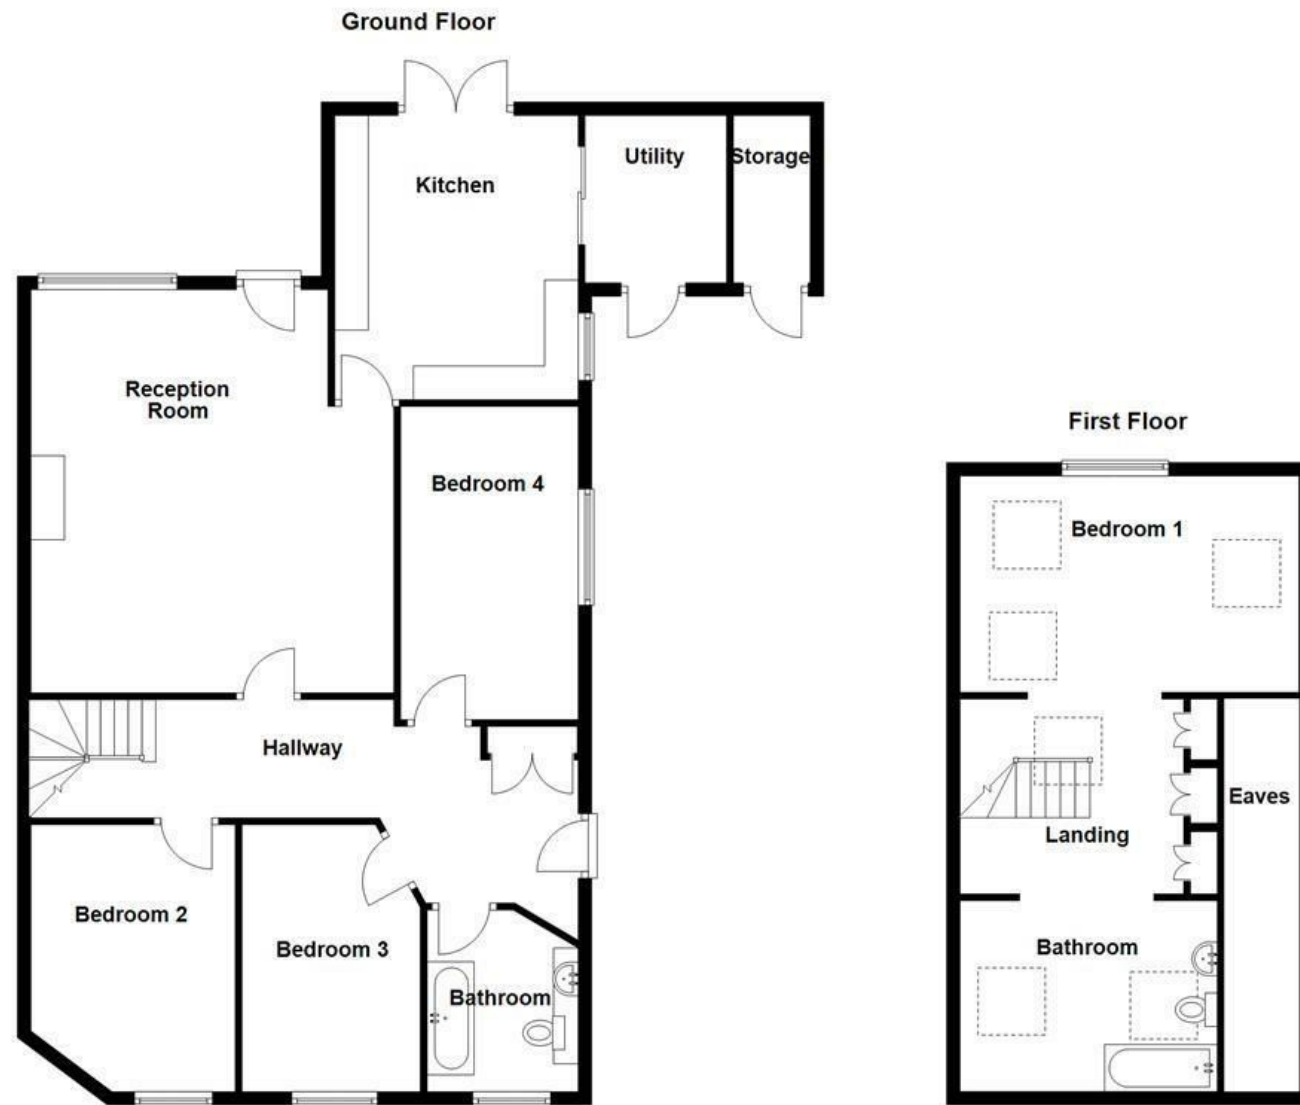 Ground Floor
Kitchen
Utility
Storage
Reception
Room
Bedroom 4
Hallway
Bedroom 2
Bedroom 3
Bathroom
First Floor
Bedroom 1
Eaves
Landing
Bathroom